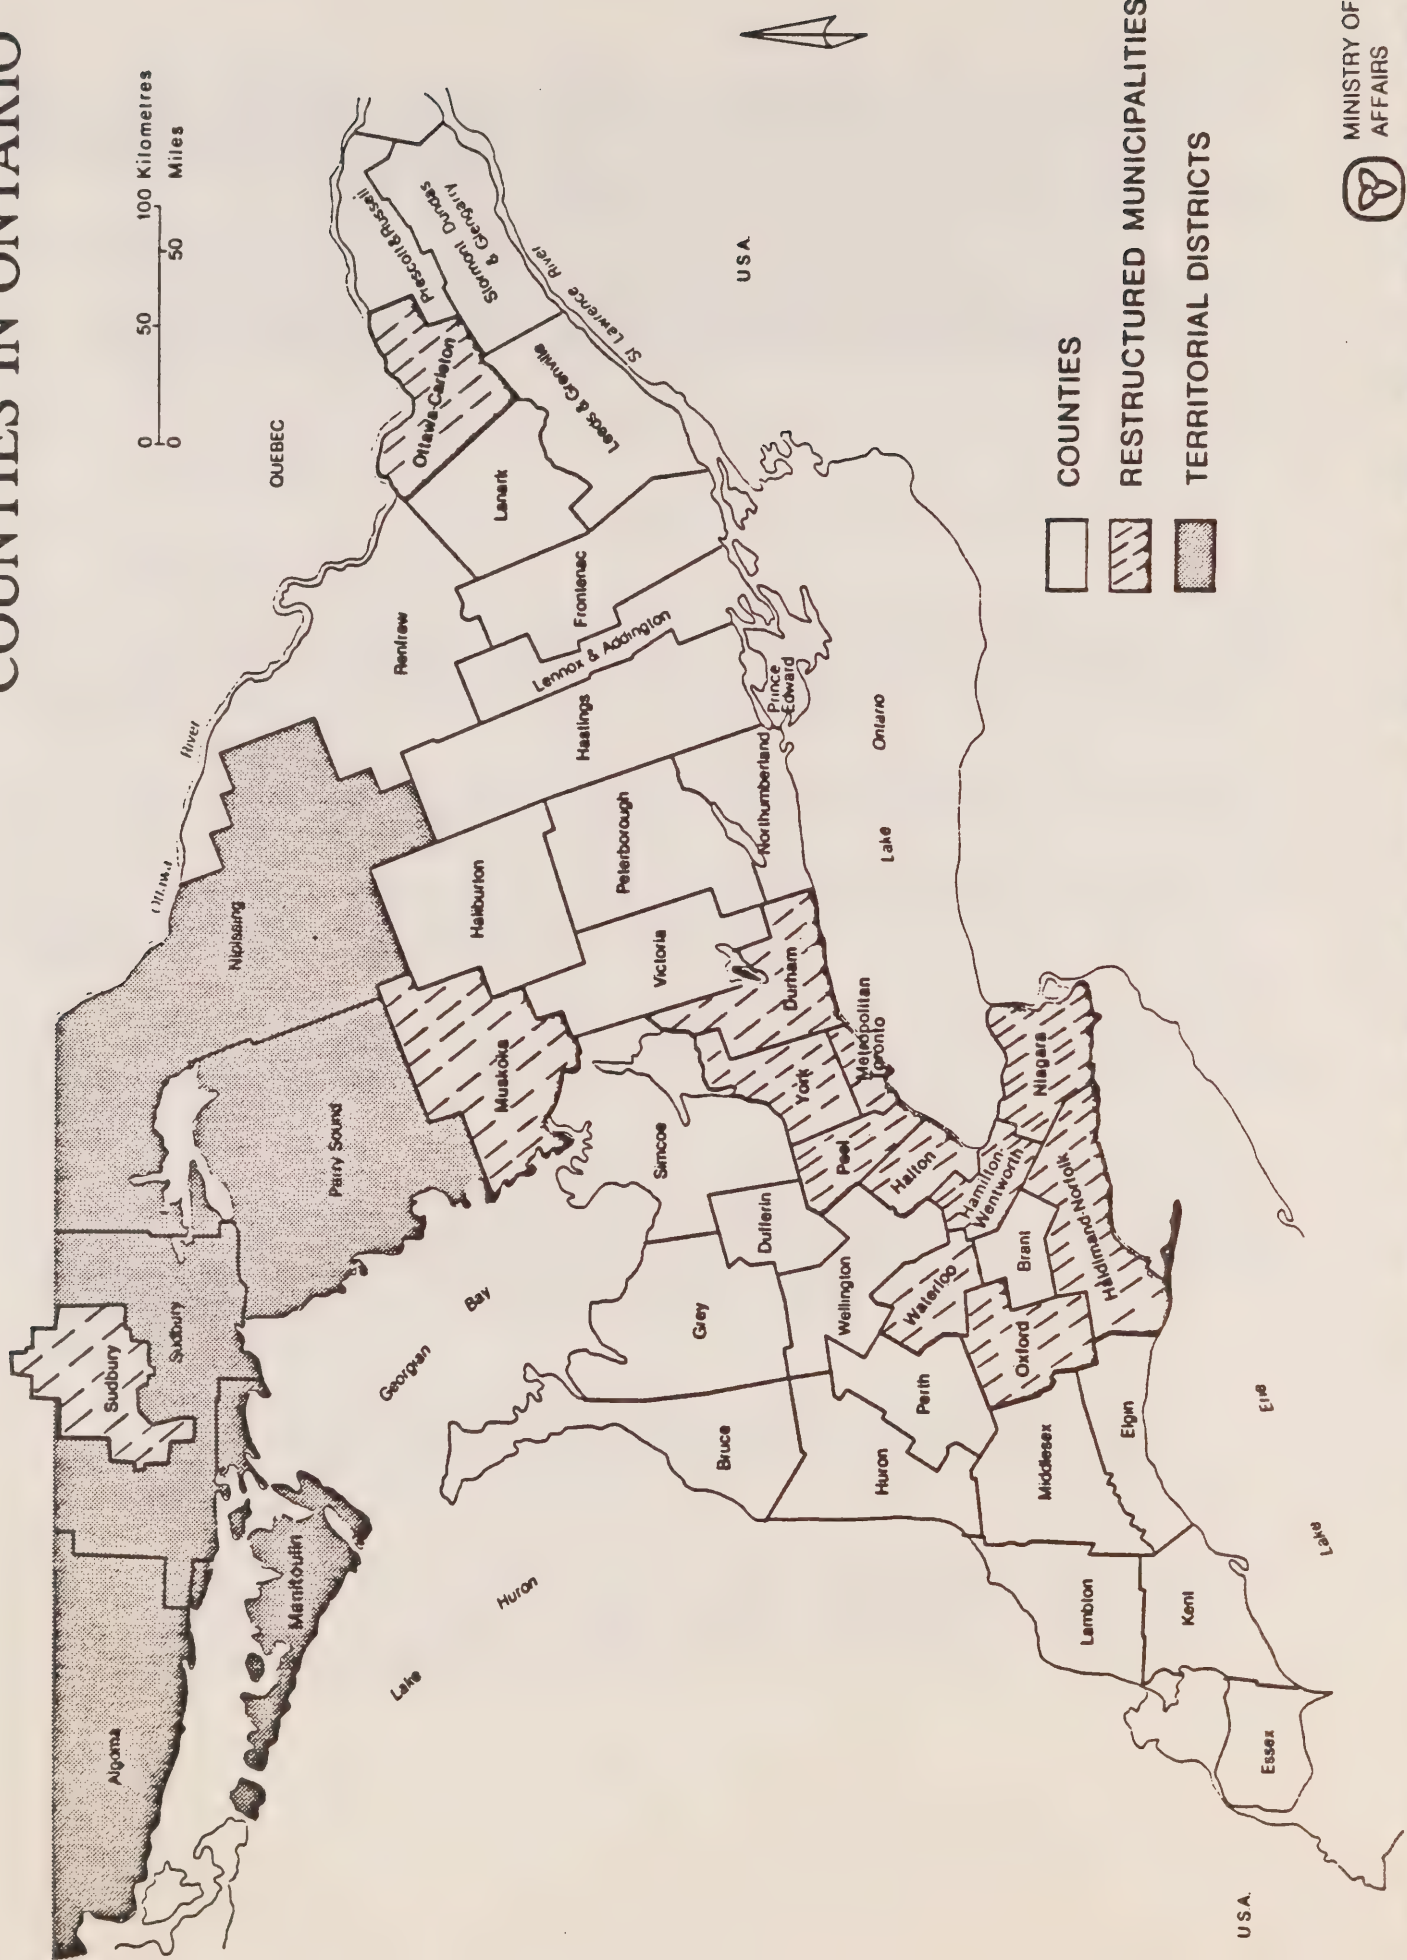 COUNTIES IN ONTARIO
0 50 100 Kilometres
0 50 Miles
QUEBEC
Ottawa
River
Sudbury
Sudbury
Algoma
Manitoulin
Nipissing
Parry Sound
Muskoka
Haliburton
Renfrew
Ottawa-Carleton
Prescott & Russell
Stormont Dundas
& Glengarry
Lanark
Leeds & Grenville
St Lawrence River
U.S.A.
Frontenac
Lennox & Addington
Hastings
Prince
Edward
Peterborough
Northumberland
Victoria
Durham
Simcoe
York
Metropolitan
Toronto
Lake Ontario
Georgian Bay
Lake Huron
Bruce
Grey
Dufferin
Peel
Halton
Wellington
Waterloo
Hamilton-
Wentworth
Niagara
Haldimand-Norfolk
Brant
Oxford
Perth
Huron
Middlesex
Elgin
Lambton
Kent
Essex
Lake Erie
U.S.A.
COUNTIES
RESTRUCTURED MUNICIPALITIES
TERRITORIAL DISTRICTS
MINISTRY OF
AFFAIRS